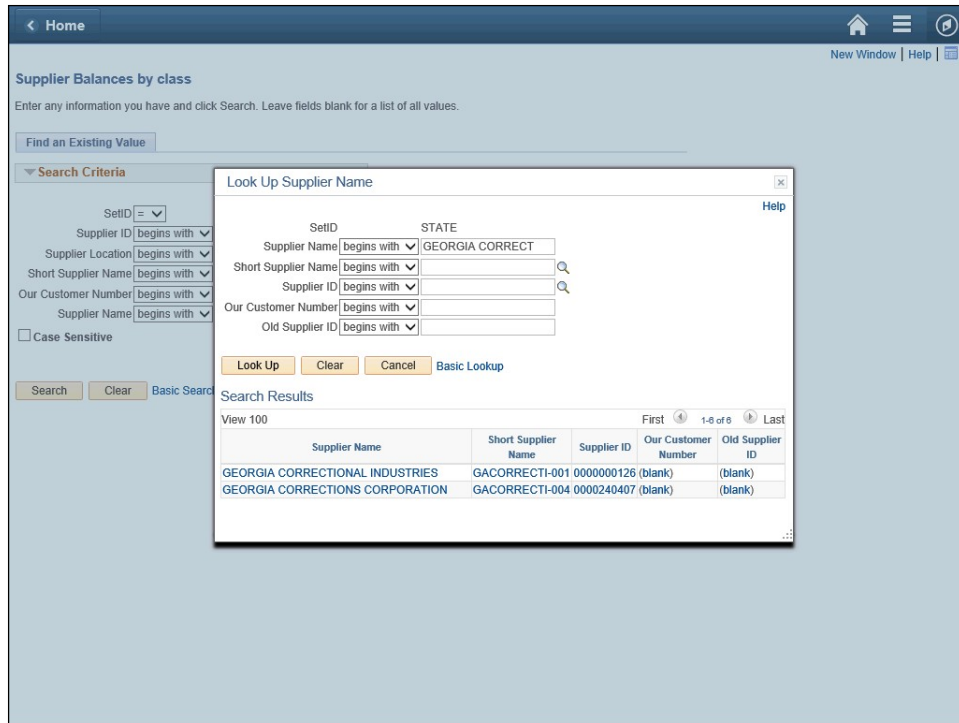 Home
New Window | Help |
Supplier Balances by class
Enter any information you have and click Search. Leave fields blank for a list of all values.
Find an Existing Value
Search Criteria
SetID =
Supplier ID begins with
Supplier Location begins with
Short Supplier Name begins with
Our Customer Number begins with
Supplier Name begins with
Case Sensitive
Search Clear Basic Search
Look Up Supplier Name
Help
SetID STATE
Supplier Name begins with GEORGIA CORRECT
Short Supplier Name begins with
Supplier ID begins with
Our Customer Number begins with
Old Supplier ID begins with
Look Up Clear Cancel Basic Lookup
Search Results
View 100 First 1-6 of 6 Last
Supplier Name Short Supplier Name Supplier ID Our Customer Number Old Supplier ID
GEORGIA CORRECTIONAL INDUSTRIES GACORRECTI-001 0000000126 (blank) (blank)
GEORGIA CORRECTIONS CORPORATION GACORRECTI-004 0000240407 (blank) (blank)